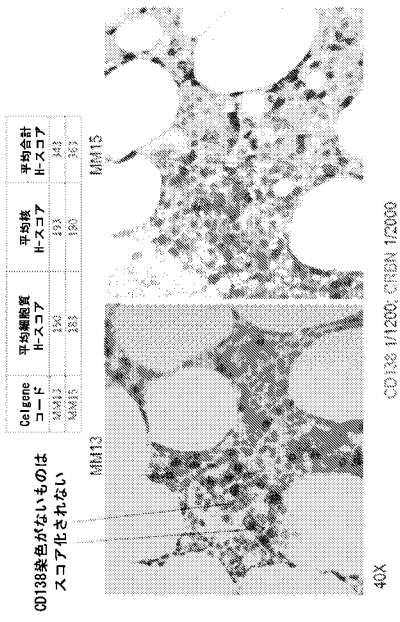 CD138染色がないものは
スコア化されない
Celgene コード 平均細胞質 H-スコア 平均核 H-スコア 平均合計 H-スコア
MM13 150 193 343
MM15 363
MM13
MM15
40X
CD138 1/1200; CRBN 1/2000